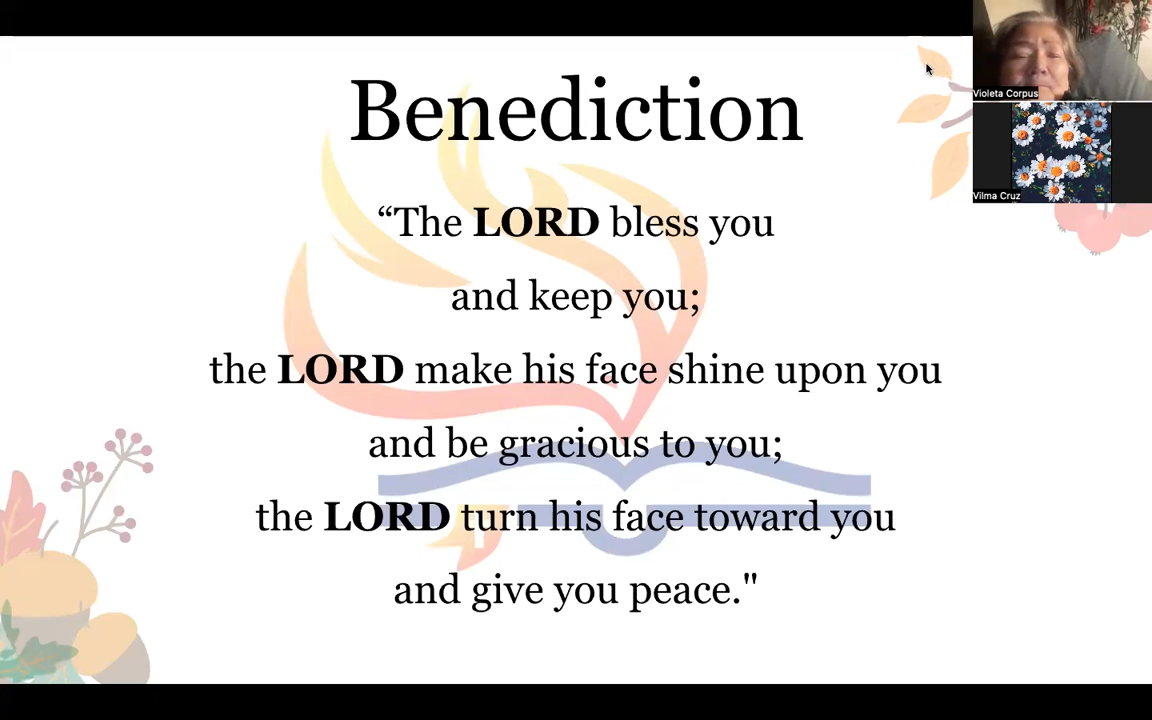 Benediction
“The LORD bless you
and keep you;
the LORD make his face shine upon you
and be gracious to you;
the LORD turn his face toward you
and give you peace."
Violeta Corpus
Vilma Cruz